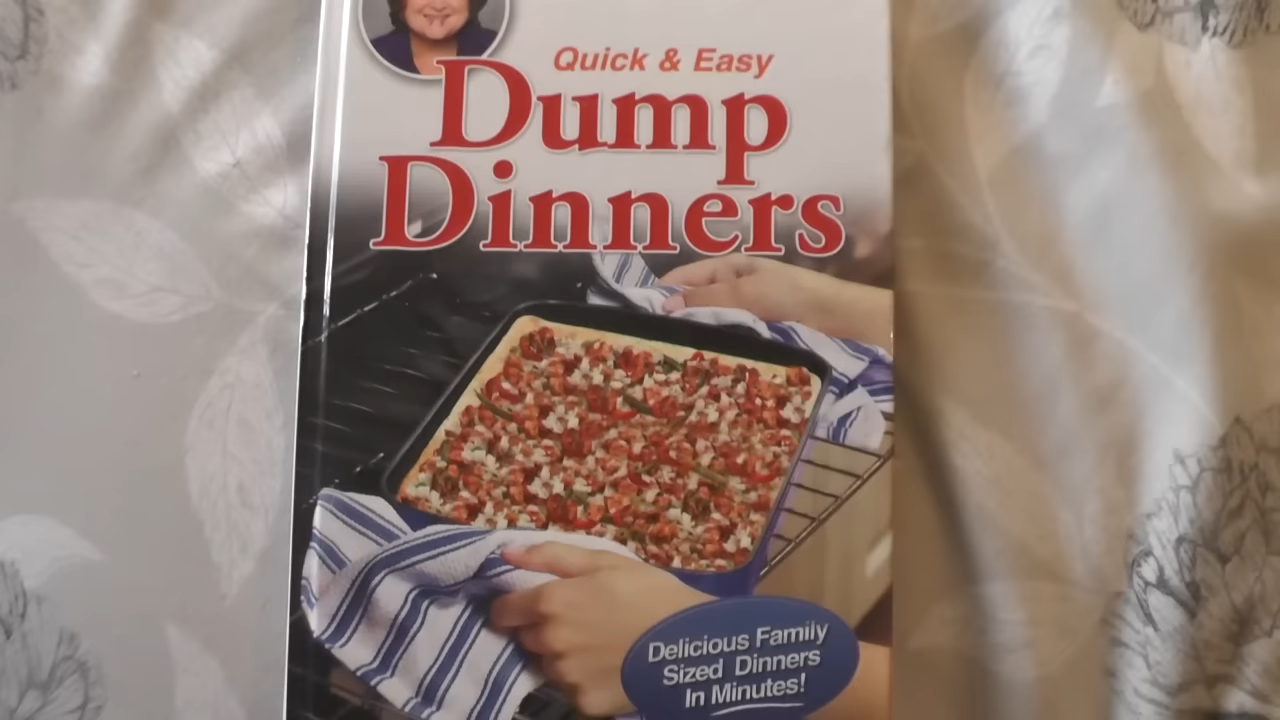 Quick & Easy
Dump
Dinners
Delicious Family
Sized Dinners
In Minutes!